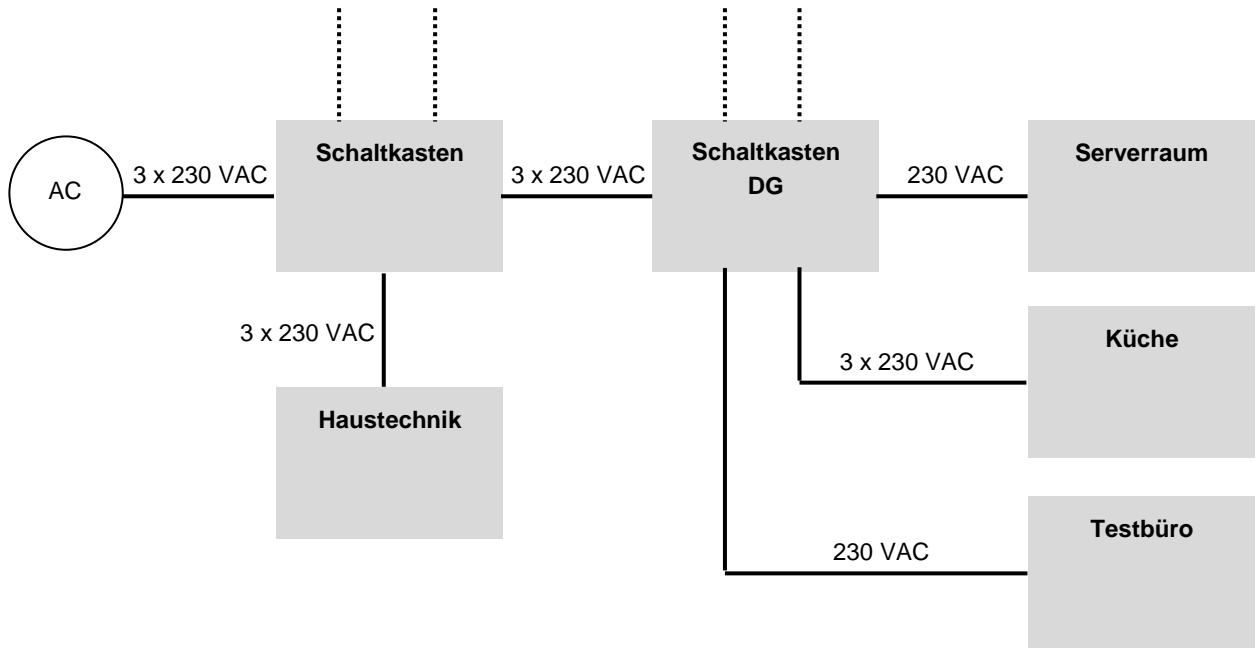 AC
3 x 230 VAC
Schaltkasten
3 x 230 VAC
Schaltkasten
DG
230 VAC
Serverraum
3 x 230 VAC
Haustechnik
3 x 230 VAC
Küche
230 VAC
Testbüro